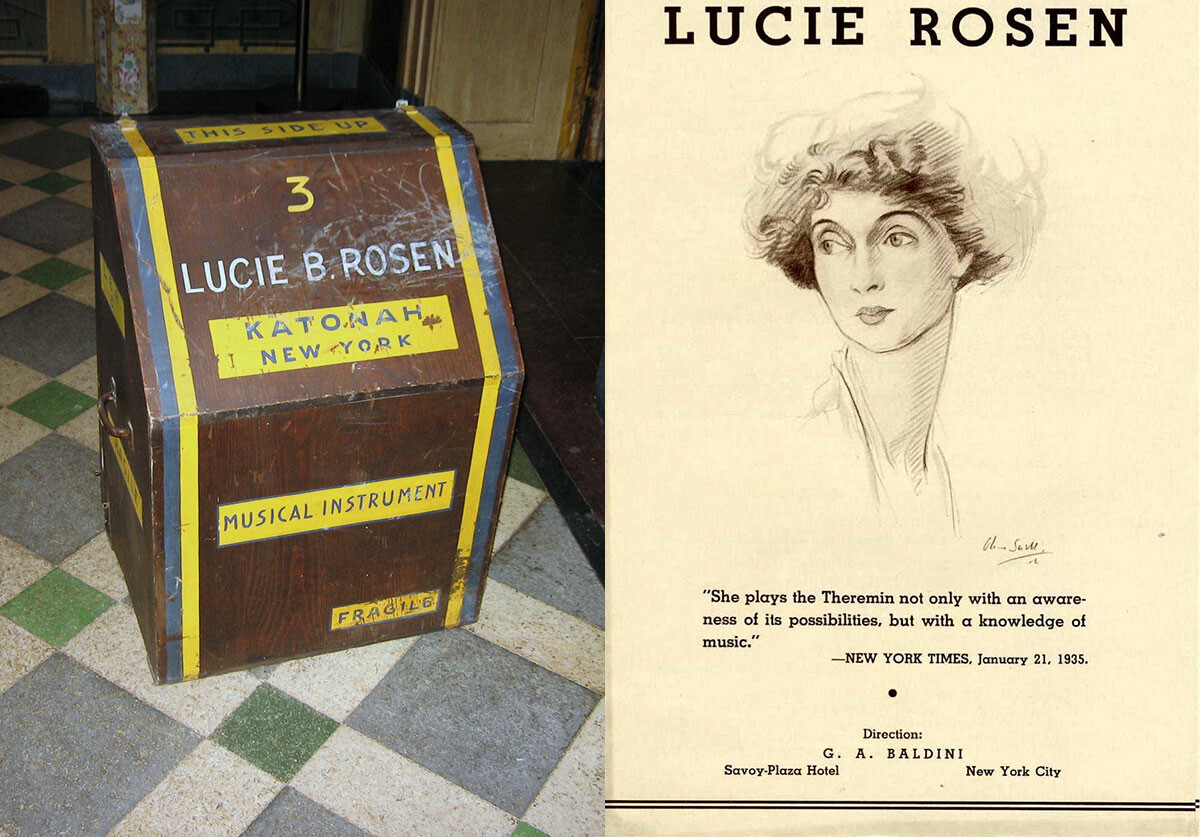 THIS SIDE UP
3
LUCIE B. ROSEN
KATONAH
NEW YORK
MUSICAL INSTRUMENT
FRAGILE
LUCIE ROSEN
"She plays the Theremin not only with an aware-
ness of its possibilities, but with a knowledge of
music."
—NEW YORK TIMES, January 21, 1935.
•
Direction:
G. A. BALDINI
Savoy-Plaza Hotel New York City